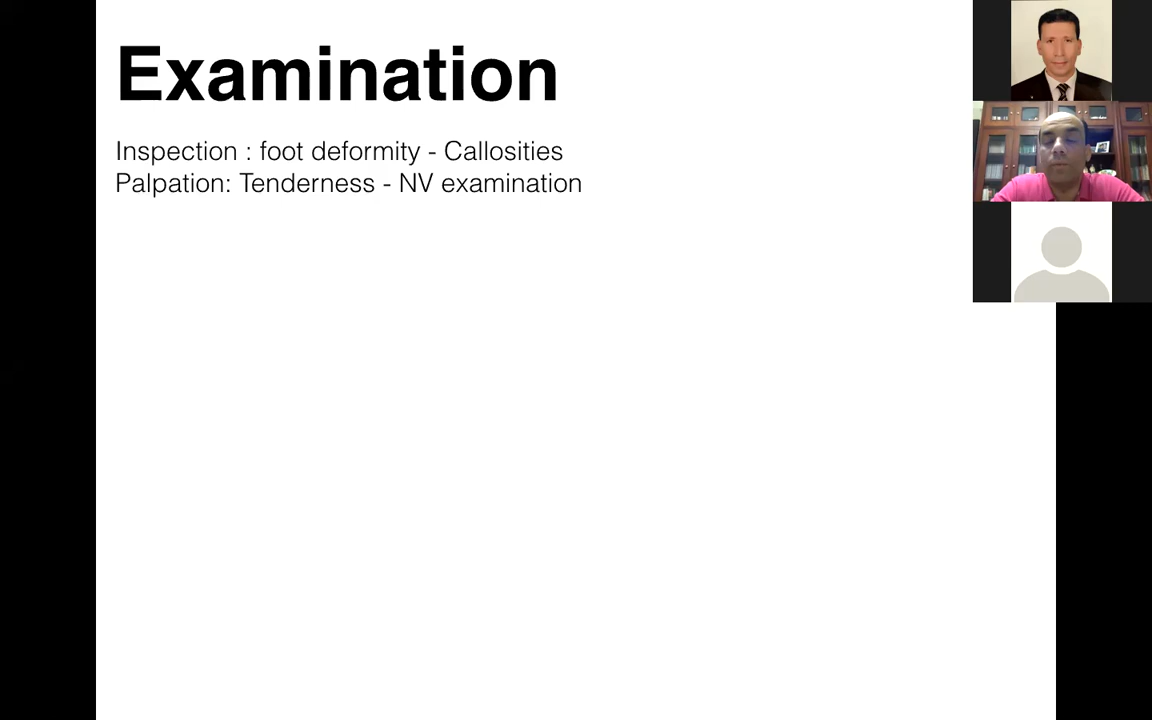 Examination
Inspection : foot deformity - Callosities
Palpation: Tenderness - NV examination